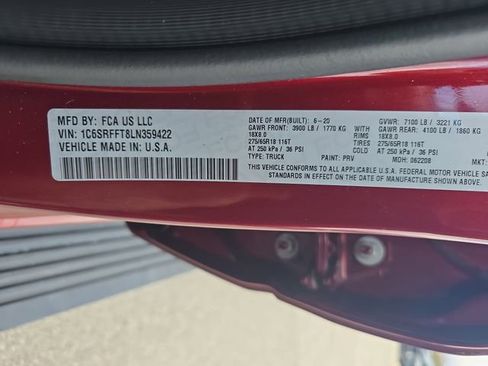 MFD BY: FCA US LLC
VIN: 1C6SRFFT8LN359422
VEHICLE MADE IN: U.S.A.
DATE OF MFR(BUILT): 6-20
GAWR FRONT: 3900 LB / 1770 KG
18X8.0
275/65R18 116T
AT 250 kPa / 36 PSI
TYPE: TRUCK PAINT: PRV
GVWR: 7100 LB / 3221 KG
WITH GAWR REAR: 4100 LB / 1860 KG
RIMS 18X8.0
TIRES 275/65R18 116T
COLD AT 250 kPa / 36 PSI
MOH: 062208 MKT:
THIS VEHICLE CONFORMS TO ALL APPLICABLE U.S.A. FEDERAL MOTOR VEHICLE
STANDARDS IN EFFECT ON THE DATE OF MANUFACTURE SHOWN ABOVE.